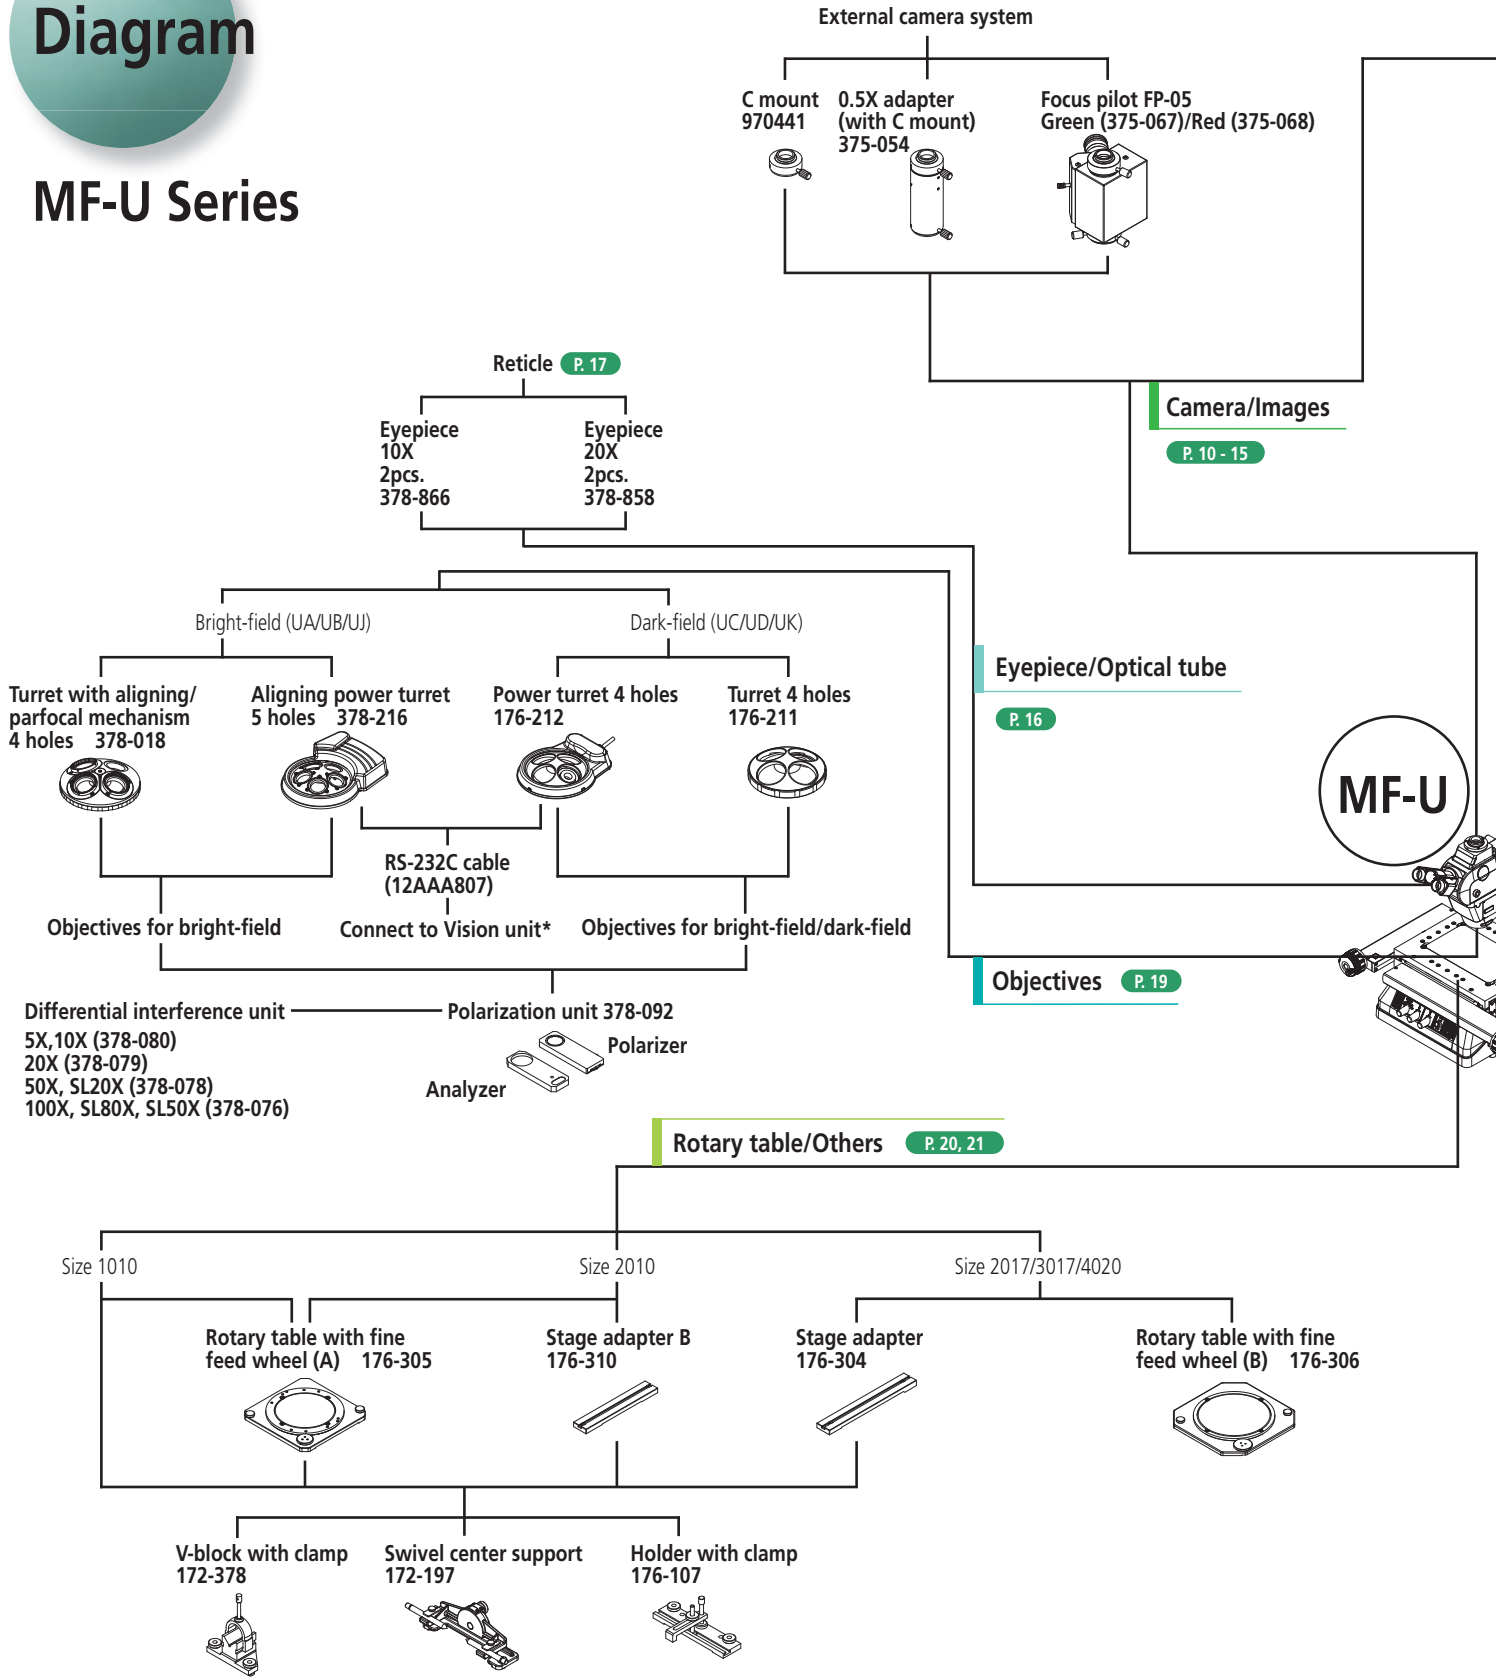 Diagram
MF-U Series
External camera system
C mount
970441
0.5X adapter
(with C mount)
375-054
Focus pilot FP-05
Green (375-067)/Red (375-068)
Reticle P. 17
Eyepiece
10X
2pcs.
378-866
Eyepiece
20X
2pcs.
378-858
Camera/Images
P. 10 - 15
Bright-field (UA/UB/UJ)
Dark-field (UC/UD/UK)
Turret with aligning/
parfocal mechanism
4 holes 378-018
Aligning power turret
5 holes 378-216
Power turret 4 holes
176-212
Turret 4 holes
176-211
Eyepiece/Optical tube
P. 16
MF-U
RS-232C cable
(12AAA807)
Objectives for bright-field
Connect to Vision unit*
Objectives for bright-field/dark-field
Objectives P. 19
Differential interference unit
5X,10X (378-080)
20X (378-079)
50X, SL20X (378-078)
100X, SL80X, SL50X (378-076)
Polarization unit 378-092
Polarizer
Analyzer
Rotary table/Others P. 20, 21
Size 1010
Size 2010
Size 2017/3017/4020
Rotary table with fine
feed wheel (A) 176-305
Stage adapter B
176-310
Stage adapter
176-304
Rotary table with fine
feed wheel (B) 176-306
V-block with clamp
172-378
Swivel center support
172-197
Holder with clamp
176-107